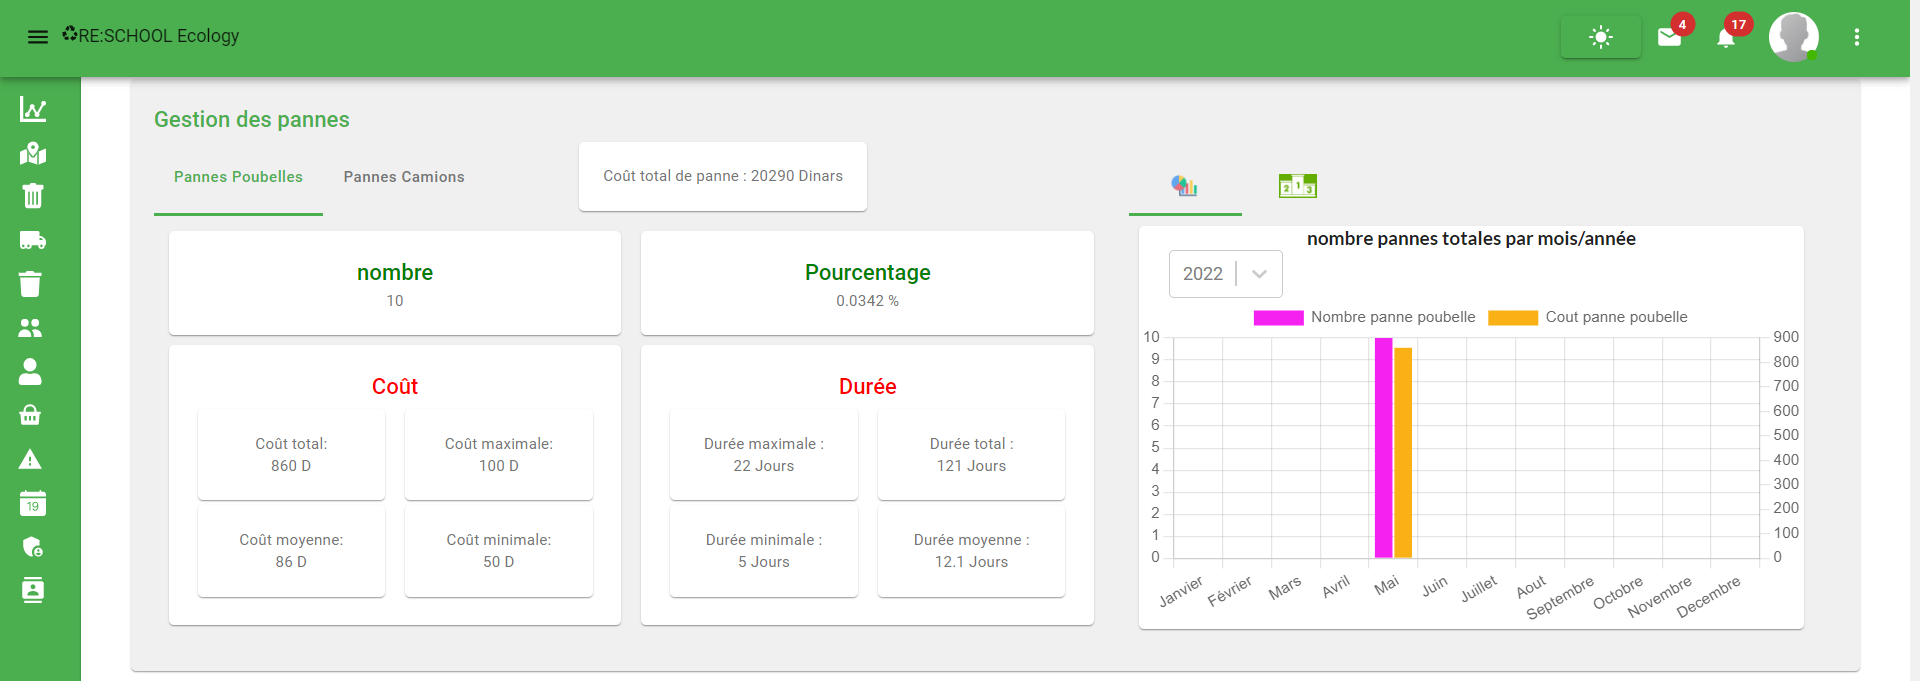 RE:SCHOOL Ecology
4
17
19
Gestion des pannes
Pannes Poubelles
Pannes Camions
Coût total de panne : 20290 Dinars
2 1 3
nombre
10
Pourcentage
0.0342 %
Coût
Coût total:
860 D
Coût maximale:
100 D
Coût moyenne:
86 D
Coût minimale:
50 D
Durée
Durée maximale :
22 Jours
Durée total :
121 Jours
Durée minimale :
5 Jours
Durée moyenne :
12.1 Jours
nombre pannes totales par mois/année
2022
Nombre panne poubelle
Cout panne poubelle
10
9
8
7
6
5
4
3
2
1
0
900
800
700
600
500
400
300
200
100
0
Janvier
Février
Mars
Avril
Mai
Juin
Juillet
Aout
Septembre
Octobre
Novembre
Decembre